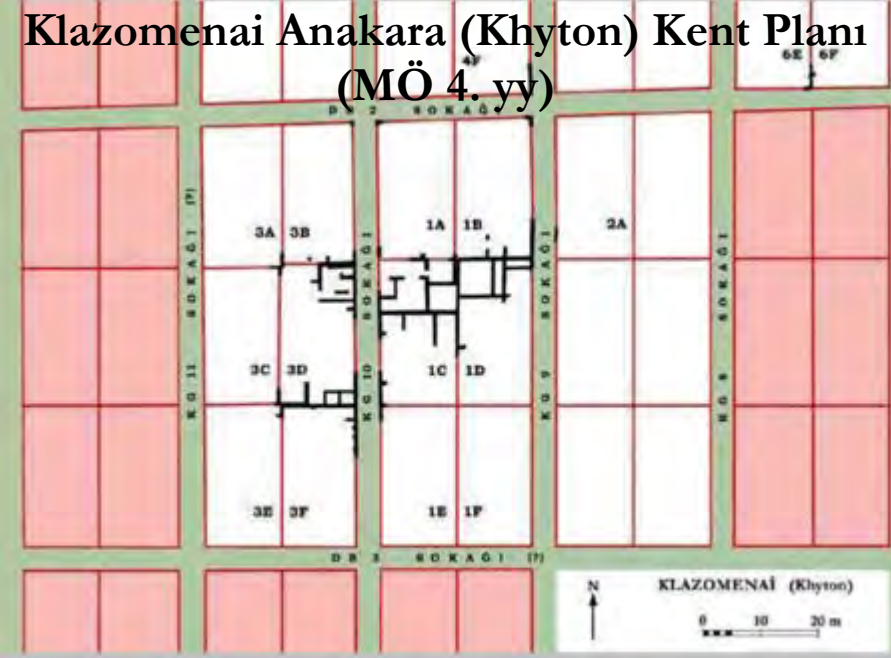 Klazomenai Anakara (Khyton) Kent Planı
(MÖ 4. yy)
4F
6E 6F
DB 2 SOKAĞI
3A 3B
1A 1B
2A
KG 11 SOKAĞI (?)
KG 10 SOKAĞI
KG 9 SOKAĞI
KG 8 SOKAĞI
3C 3D
1C 1D
3E 3F
1E 1F
DB 3 SOKAĞI (?)
N
KLAZOMENAİ (Khyton)
0 10 20 m